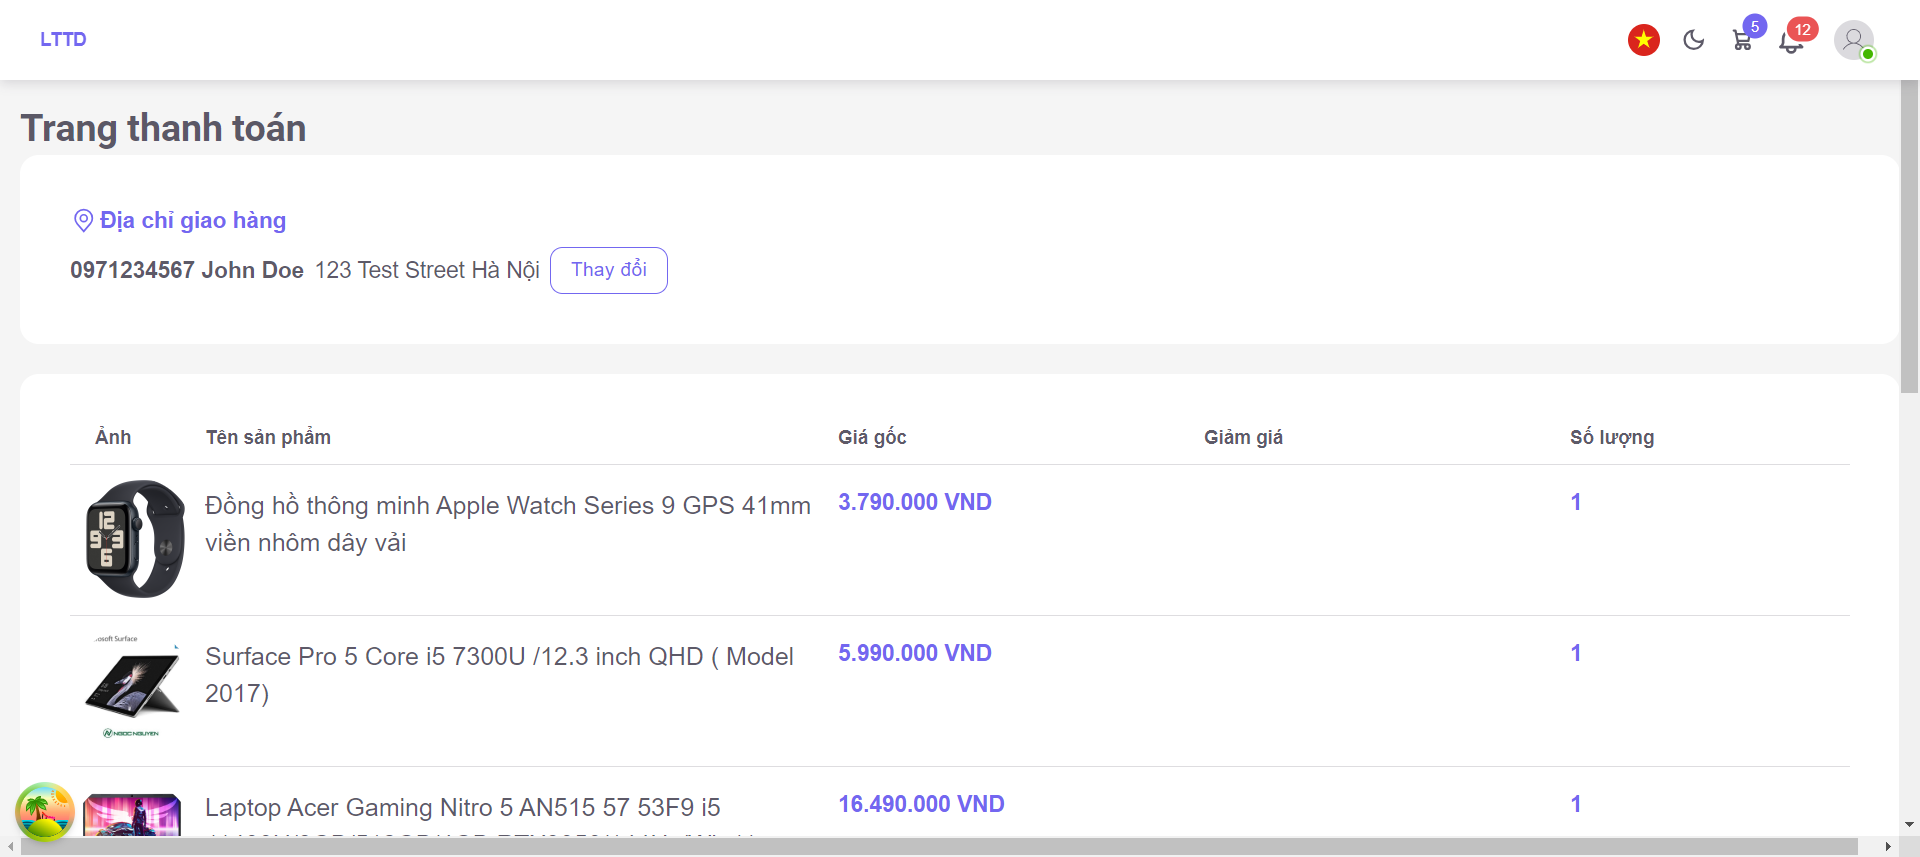 LTTD
5
12
Trang thanh toán
Địa chỉ giao hàng
0971234567 John Doe 123 Test Street Hà Nội Thay đổi
Ảnh Tên sản phẩm Giá gốc Giảm giá Số lượng
Đồng hồ thông minh Apple Watch Series 9 GPS 41mm
viền nhôm dây vải
3.790.000 VND
1
Surface Pro 5 Core i5 7300U /12.3 inch QHD ( Model
2017)
5.990.000 VND
1
NGOC NGUYEN
Laptop Acer Gaming Nitro 5 AN515 57 53F9 i5
16.490.000 VND
1